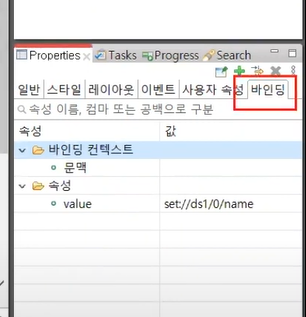 Properties Tasks Progress Search
일반 스타일 레이아웃 이벤트 사용자 속성 바인딩
속성 이름, 컴마 또는 공백으로 구분
속성 값
바인딩 컨텍스트
문맥
속성
value set://ds1/0/name